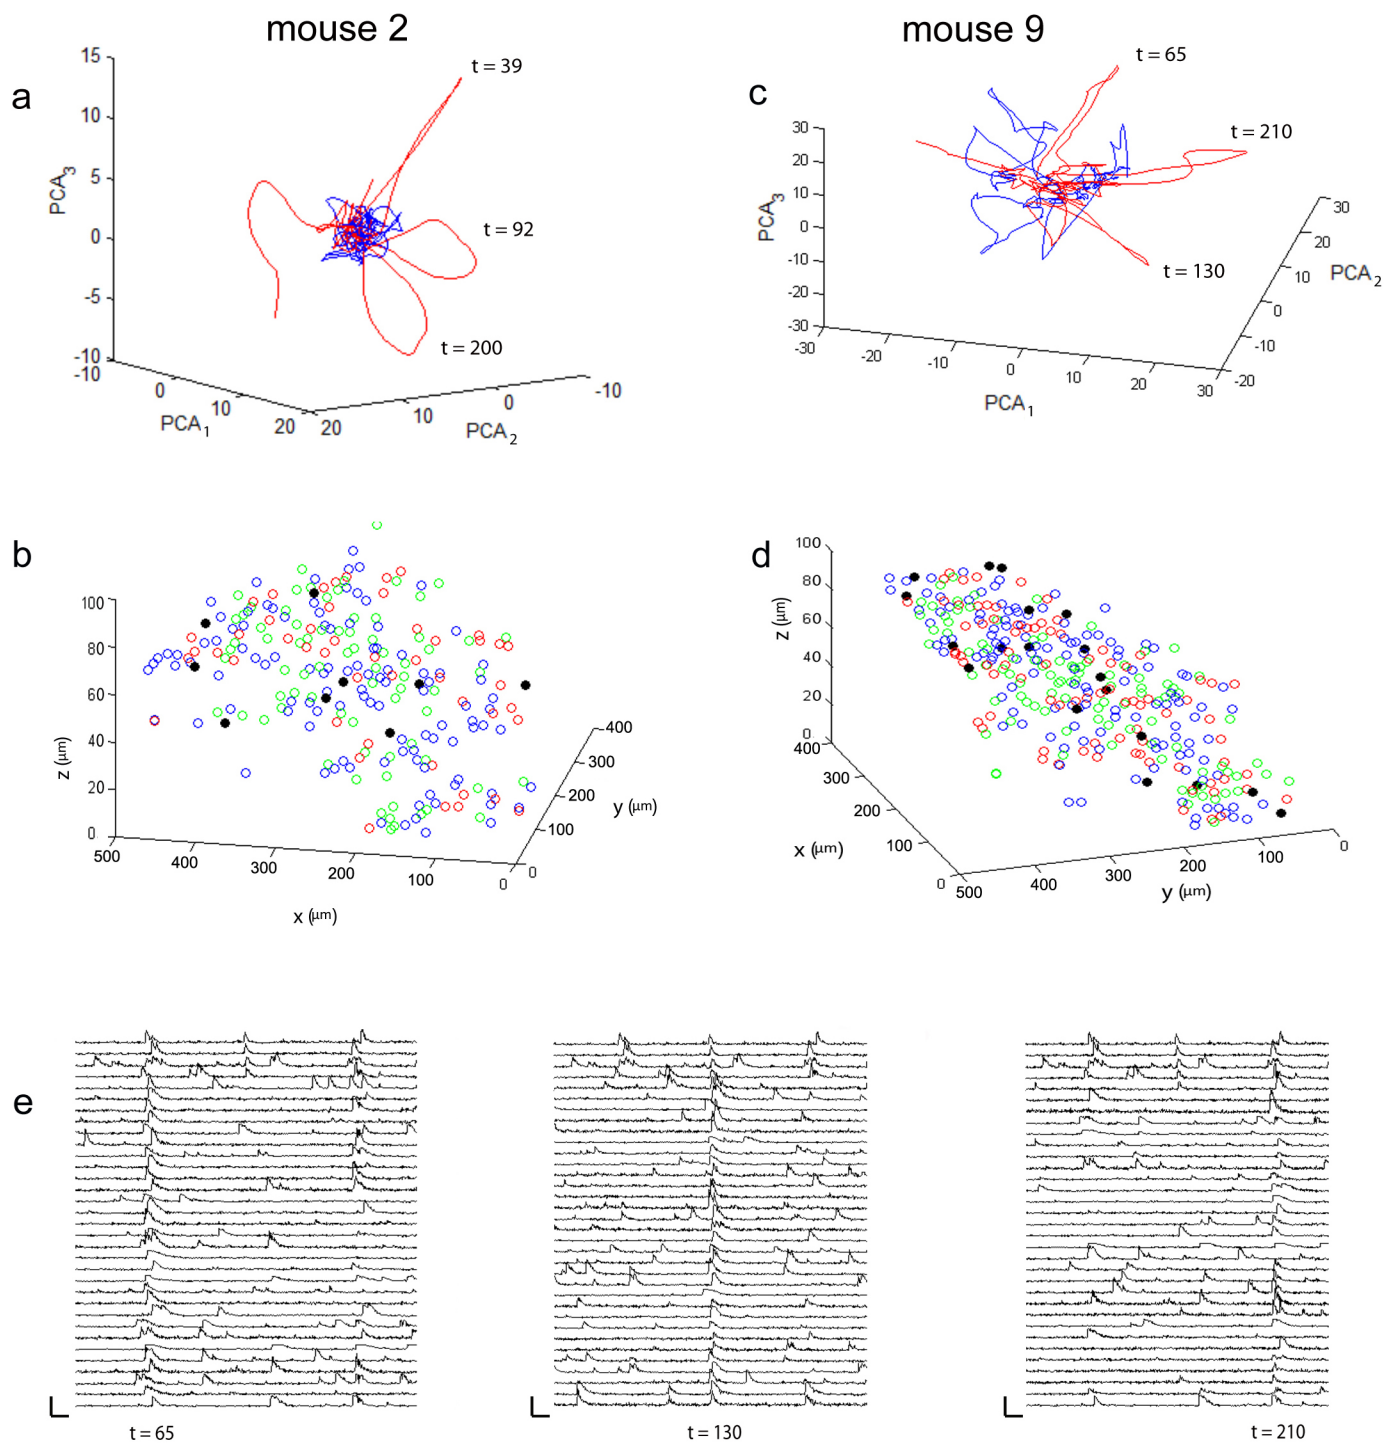 mouse 2
mouse 9
a
15
10
5
0
-5
-10
PCA3
t = 39
t = 92
t = 200
-10
0
10
20
PCA1
20
10
0
-10
PCA2
c
30
20
10
0
-10
-20
-30
PCA3
t = 65
t = 210
t = 130
-30
-20
-10
0
10
20
30
PCA1
30
20
10
0
-10
-20
PCA2
b
100
80
60
40
20
0
z (µm)
500
400
300
200
100
0
x (µm)
400
300
200
100
0
y (µm)
d
100
80
60
40
20
0
z (µm)
400
300
200
100
0
x (µm)
500
400
300
200
100
0
y (µm)
e
t = 65
t = 130
t = 210